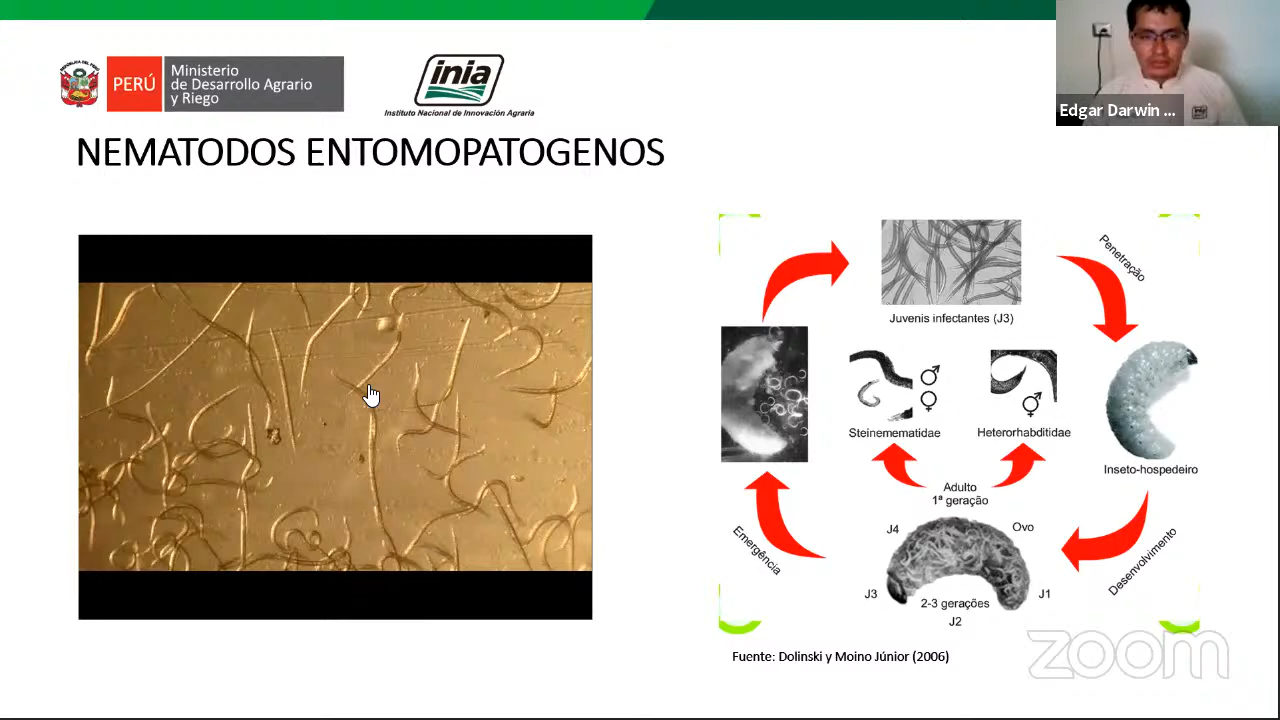 PERÚ
Ministerio
de Desarrollo Agrario
y Riego
inia
Instituto Nacional de Innovación Agraria
Edgar Darwin ...
inia
NEMATODOS ENTOMOPATOGENOS
Penetração
Juvenis infectantes (J3)
Steinemematidae
Heterorhabditidae
Inseto-hospedeiro
Adulto
1ª geração
J4
Ovo
Emergência
Desenvolvimento
J3
2-3 gerações
J1
J2
Fuente: Dolinski y Moino Júnior (2006)
zoom